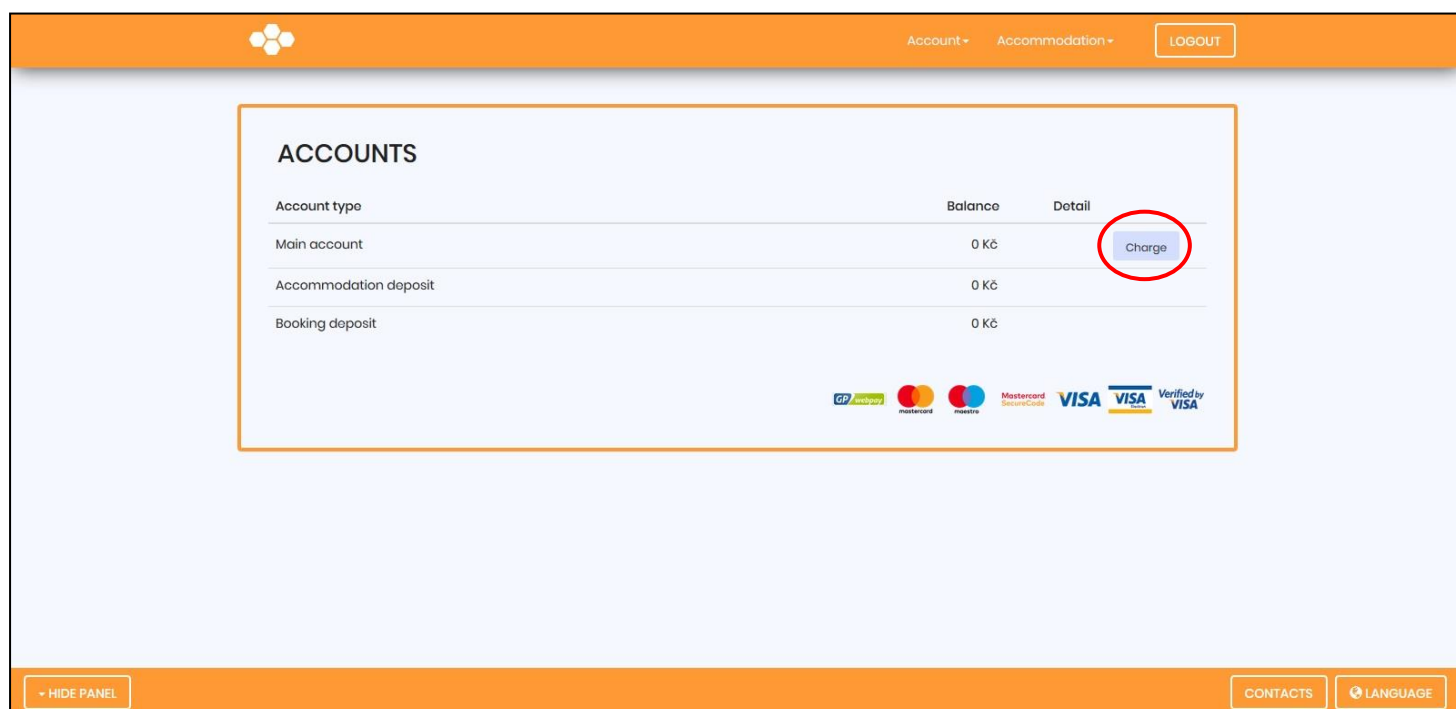 Account Accommodation LOGOUT
ACCOUNTS
Account type Balance Detail
Main account 0 Kč Charge
Accommodation deposit 0 Kč
Booking deposit 0 Kč
GP webpay mastercard maestro Mastercard SecureCode VISA VISA Electron Verified by VISA
HIDE PANEL CONTACTS LANGUAGE